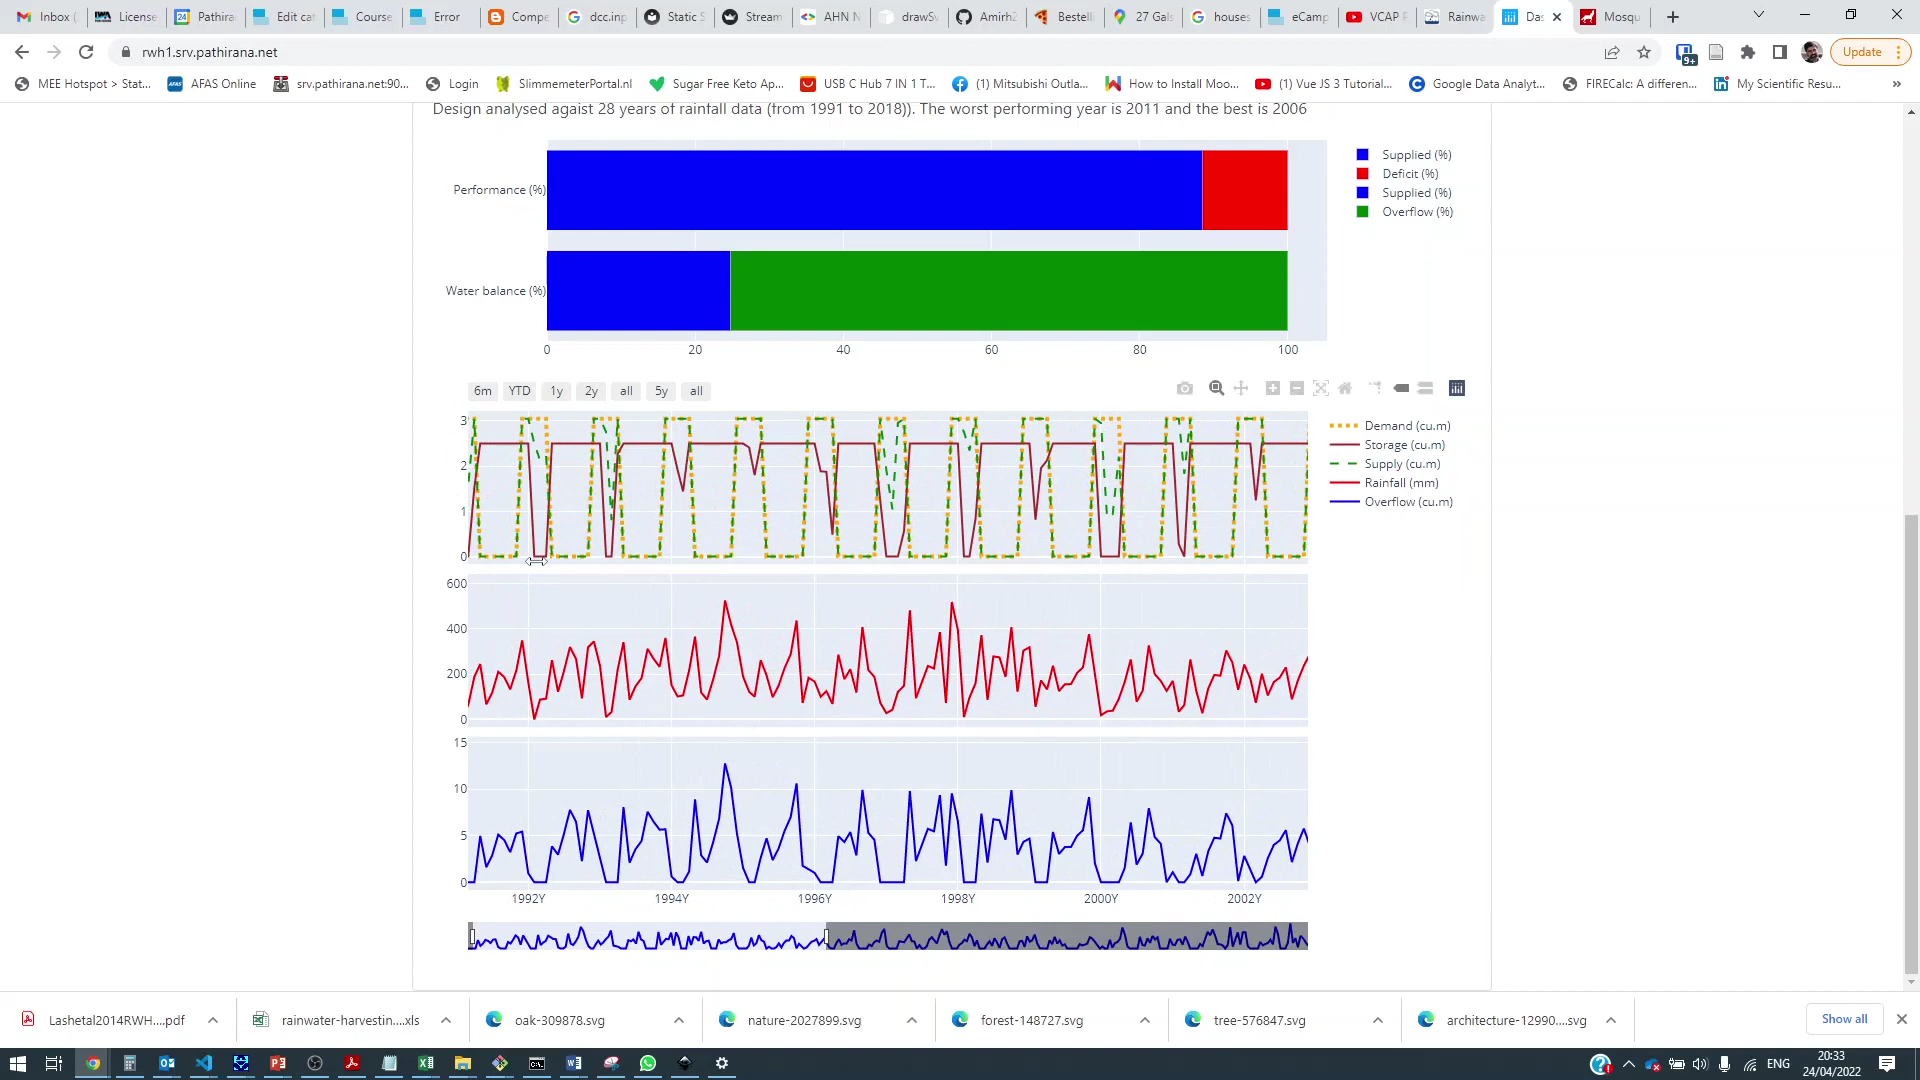 Inbox (
License
Pathira
Edit cat
Course
Error
Compe
dcc.inp
Static S
Stream
AHN N
drawSv
Amirh2
Bestell
27 Gals
houses
eCamp
VCAP P
Rainwa
Das
Mosqu
rwh1.srv.pathirana.net
9+
Update
MEE Hotspot > Stat...
AFAS Online
srv.pathirana.net:90...
Login
SlimmemeterPortal.nl
Sugar Free Keto Ap...
USB C Hub 7 IN 1 T...
(1) Mitsubishi Outla...
How to Install Moo...
(1) Vue JS 3 Tutorial...
Google Data Analyt...
FIRECalc: A differen...
My Scientific Resu...
»
Design analysed agaist 28 years of rainfall data (from 1991 to 2018)). The worst performing year is 2011 and the best is 2006
Performance (%)
Water balance (%)
0 20 40 60 80 100
Supplied (%)
Deficit (%)
Supplied (%)
Overflow (%)
6m YTD 1y 2y all 5y all
3
2
1
0
Demand (cu.m)
Storage (cu.m)
Supply (cu.m)
Rainfall (mm)
Overflow (cu.m)
600
400
200
0
15
10
5
0
1992Y 1994Y 1996Y 1998Y 2000Y 2002Y
Lashetal2014RWH....pdf
rainwater-harvestin....xls
oak-309878.svg
nature-2027899.svg
forest-148727.svg
tree-576847.svg
architecture-12990....svg
Show all
ENG
20:33
24/04/2022